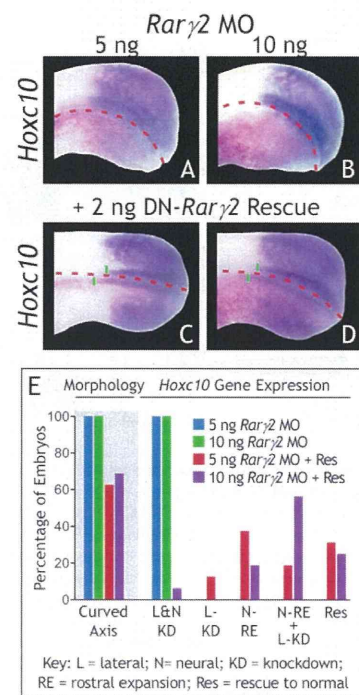 Rarγ2 MO
5 ng 10 ng
Hoxc10
A B
+ 2 ng DN-Rarγ2 Rescue
Hoxc10
C D
E Morphology Hoxc10 Gene Expression
Percentage of Embryos
100
80
60
40
20
0
5 ng Rarγ2 MO
10 ng Rarγ2 MO
5 ng Rarγ2 MO + Res
10 ng Rarγ2 MO + Res
Curved Axis
L&N KD
L-KD
N-RE
N-RE + L-KD
Res
Key: L = lateral; N= neural; KD = knockdown;
RE = rostral expansion; Res = rescue to normal